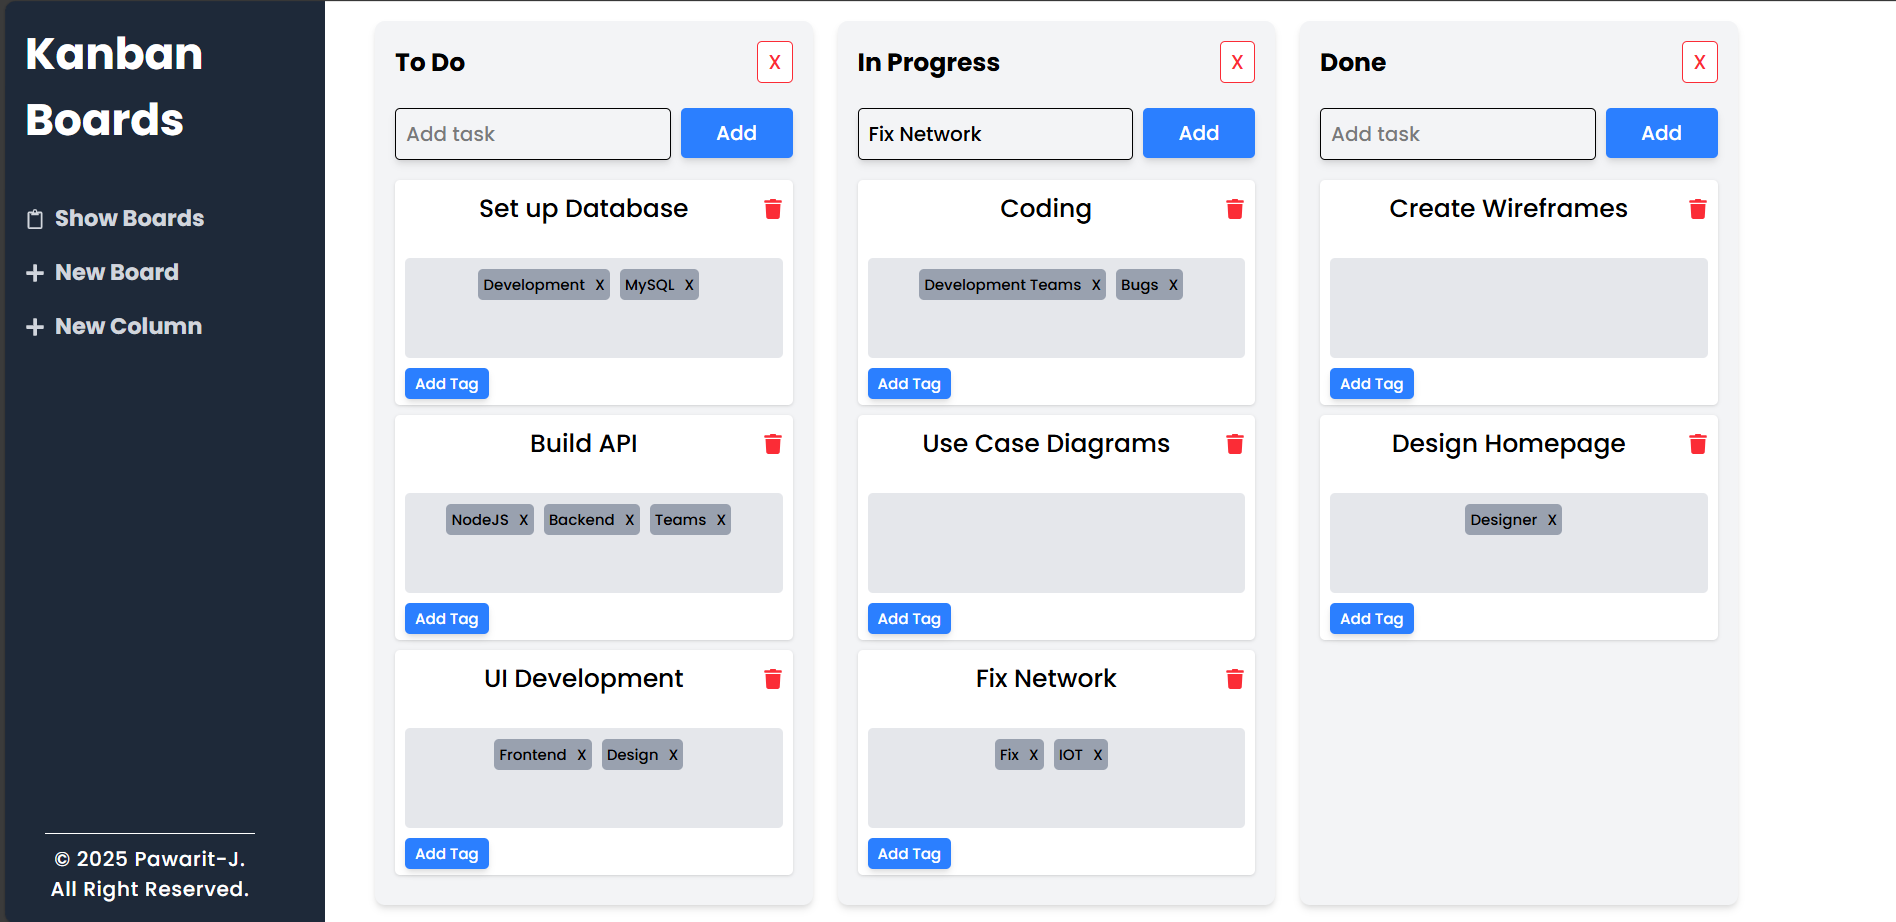 Kanban
Boards
Show Boards
New Board
New Column
© 2025 Pawarit-J.
All Right Reserved.
To Do X
Add task Add
Set up Database
Development X MySQL X
Add Tag
Build API
NodeJS X Backend X Teams X
Add Tag
UI Development
Frontend X Design X
Add Tag
In Progress X
Fix Network Add
Coding
Development Teams X Bugs X
Add Tag
Use Case Diagrams
Add Tag
Fix Network
Fix X IOT X
Add Tag
Done X
Add task Add
Create Wireframes
Add Tag
Design Homepage
Designer X
Add Tag